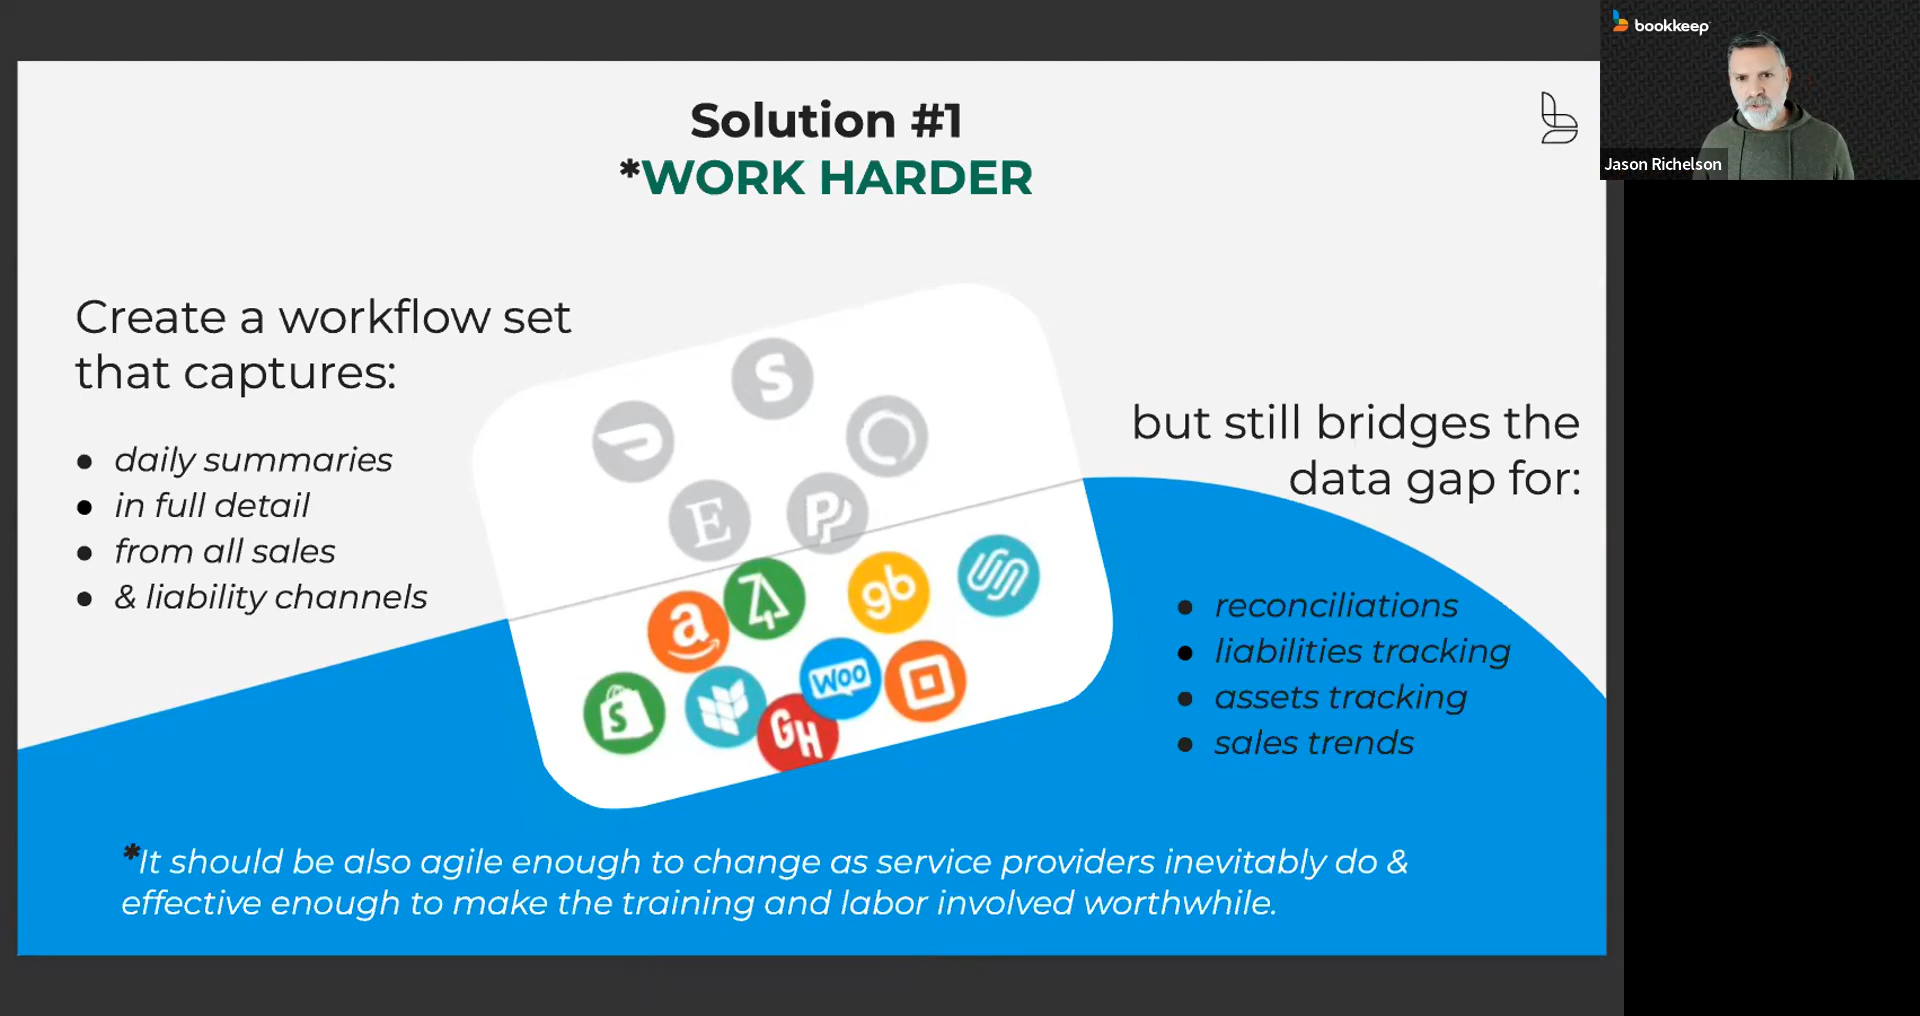 bookkeep
Jason Richelson
Solution #1
*WORK HARDER
Create a workflow set
that captures:
● daily summaries
● in full detail
● from all sales
● & liability channels
S
E
P
a
gb
S
GH
WOO
but still bridges the
data gap for:
● reconciliations
● liabilities tracking
● assets tracking
● sales trends
*It should be also agile enough to change as service providers inevitably do &
effective enough to make the training and labor involved worthwhile.